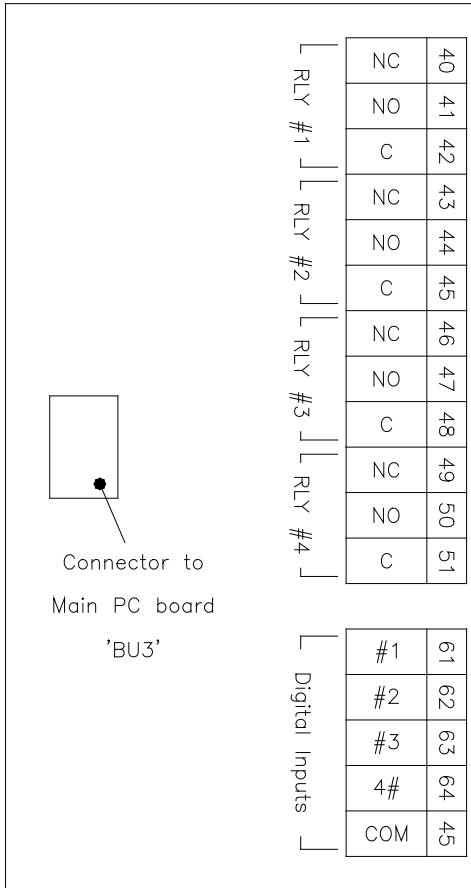 RLY #1
NC 40
NO 41
C 42
RLY #2
NC 43
NO 44
C 45
RLY #3
NC 46
NO 47
C 48
RLY #4
NC 49
NO 50
C 51
Connector to
Main PC board
'BU3'
Digital Inputs
#1 61
#2 62
#3 63
4# 64
COM 45